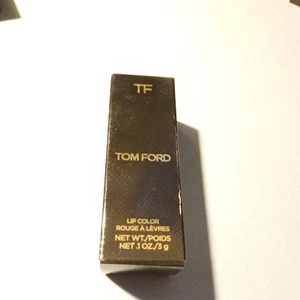 TF
TOM FORD
LIP COLOR
ROUGE À LÈVRES
NET WT./POIDS
NET .1 OZ./3 g